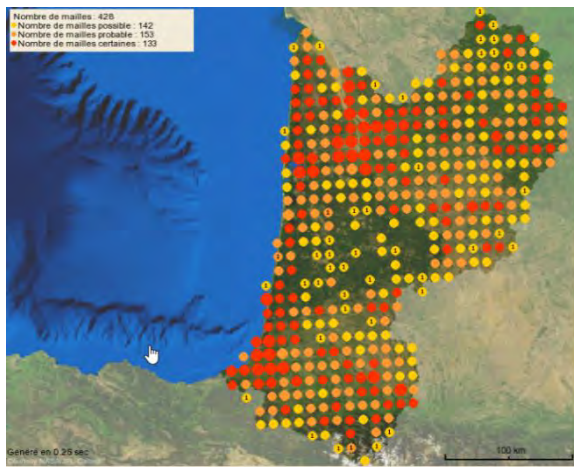 Nombre de mailles : 428
Nombre de mailles possible : 142
Nombre de mailles probable : 153
Nombre de mailles certaines : 133
Généré en 0.25 sec
100 km